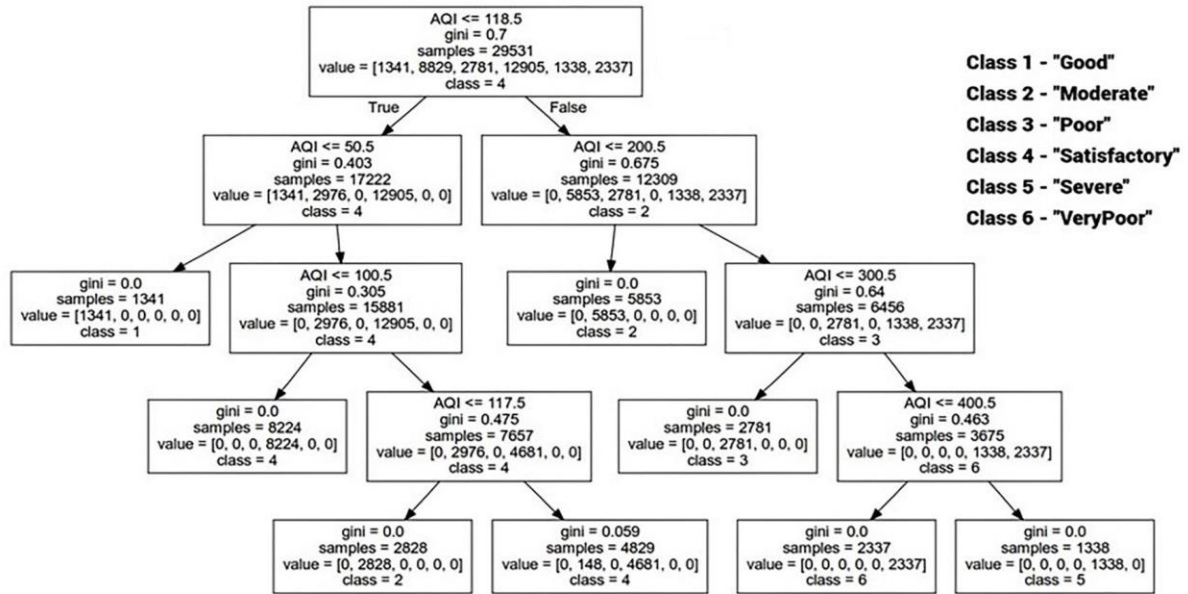 AQI <= 118.5
gini = 0.7
samples = 29531
value = [1341, 8829, 2781, 12905, 1338, 2337]
class = 4
Class 1 - "Good"
Class 2 - "Moderate"
Class 3 - "Poor"
Class 4 - "Satisfactory"
Class 5 - "Severe"
Class 6 - "VeryPoor"
True
False
AQI <= 50.5
gini = 0.403
samples = 17222
value = [1341, 2976, 0, 12905, 0, 0]
class = 4
AQI <= 200.5
gini = 0.675
samples = 12309
value = [0, 5853, 2781, 0, 1338, 2337]
class = 2
gini = 0.0
samples = 1341
value = [1341, 0, 0, 0, 0, 0]
class = 1
AQI <= 100.5
gini = 0.305
samples = 15881
value = [0, 2976, 0, 12905, 0, 0]
class = 4
gini = 0.0
samples = 5853
value = [0, 5853, 0, 0, 0, 0]
class = 2
AQI <= 300.5
gini = 0.64
samples = 6456
value = [0, 0, 2781, 0, 1338, 2337]
class = 3
gini = 0.0
samples = 8224
value = [0, 0, 0, 8224, 0, 0]
class = 4
AQI <= 117.5
gini = 0.475
samples = 7657
value = [0, 2976, 0, 4681, 0, 0]
class = 4
gini = 0.0
samples = 2781
value = [0, 0, 2781, 0, 0, 0]
class = 3
AQI <= 400.5
gini = 0.463
samples = 3675
value = [0, 0, 0, 0, 1338, 2337]
class = 6
gini = 0.0
samples = 2828
value = [0, 2828, 0, 0, 0, 0]
class = 2
gini = 0.059
samples = 4829
value = [0, 148, 0, 4681, 0, 0]
class = 4
gini = 0.0
samples = 2337
value = [0, 0, 0, 0, 0, 2337]
class = 6
gini = 0.0
samples = 1338
value = [0, 0, 0, 0, 1338, 0]
class = 5